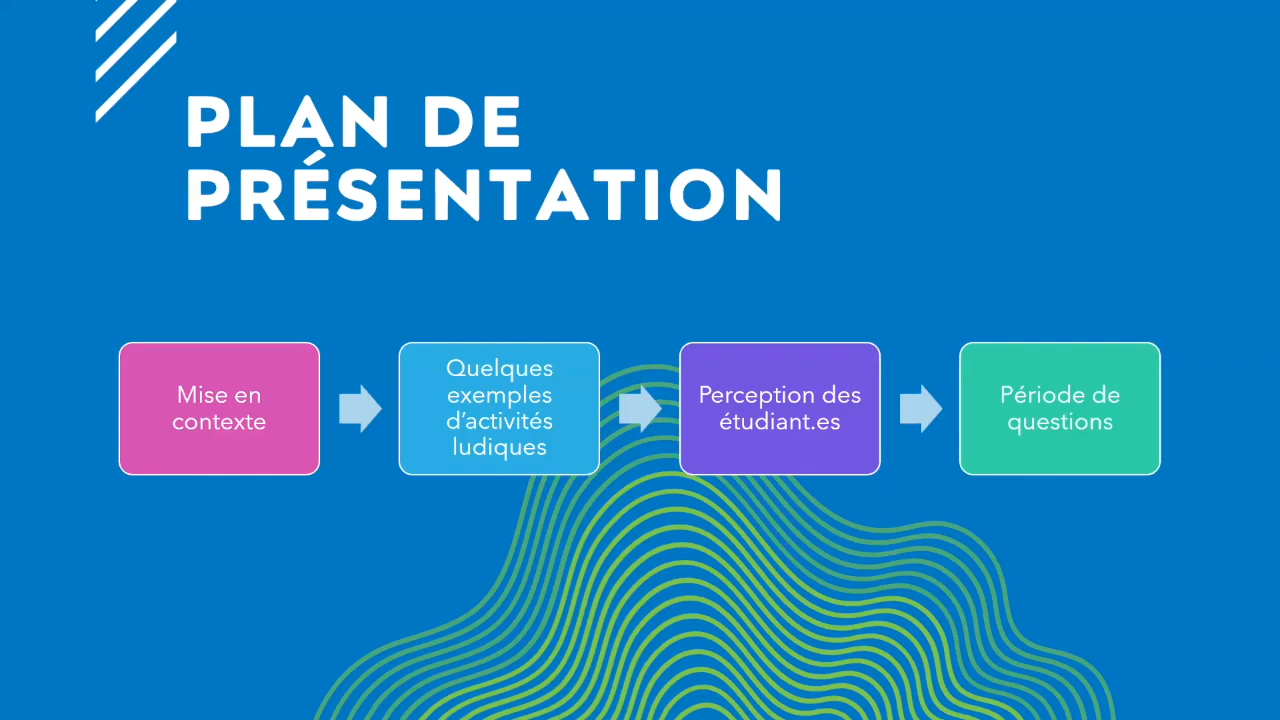 PLAN DE
PRÉSENTATION
Mise en
contexte
Quelques
exemples
d’activités
ludiques
Perception des
étudiant.es
Période de
questions